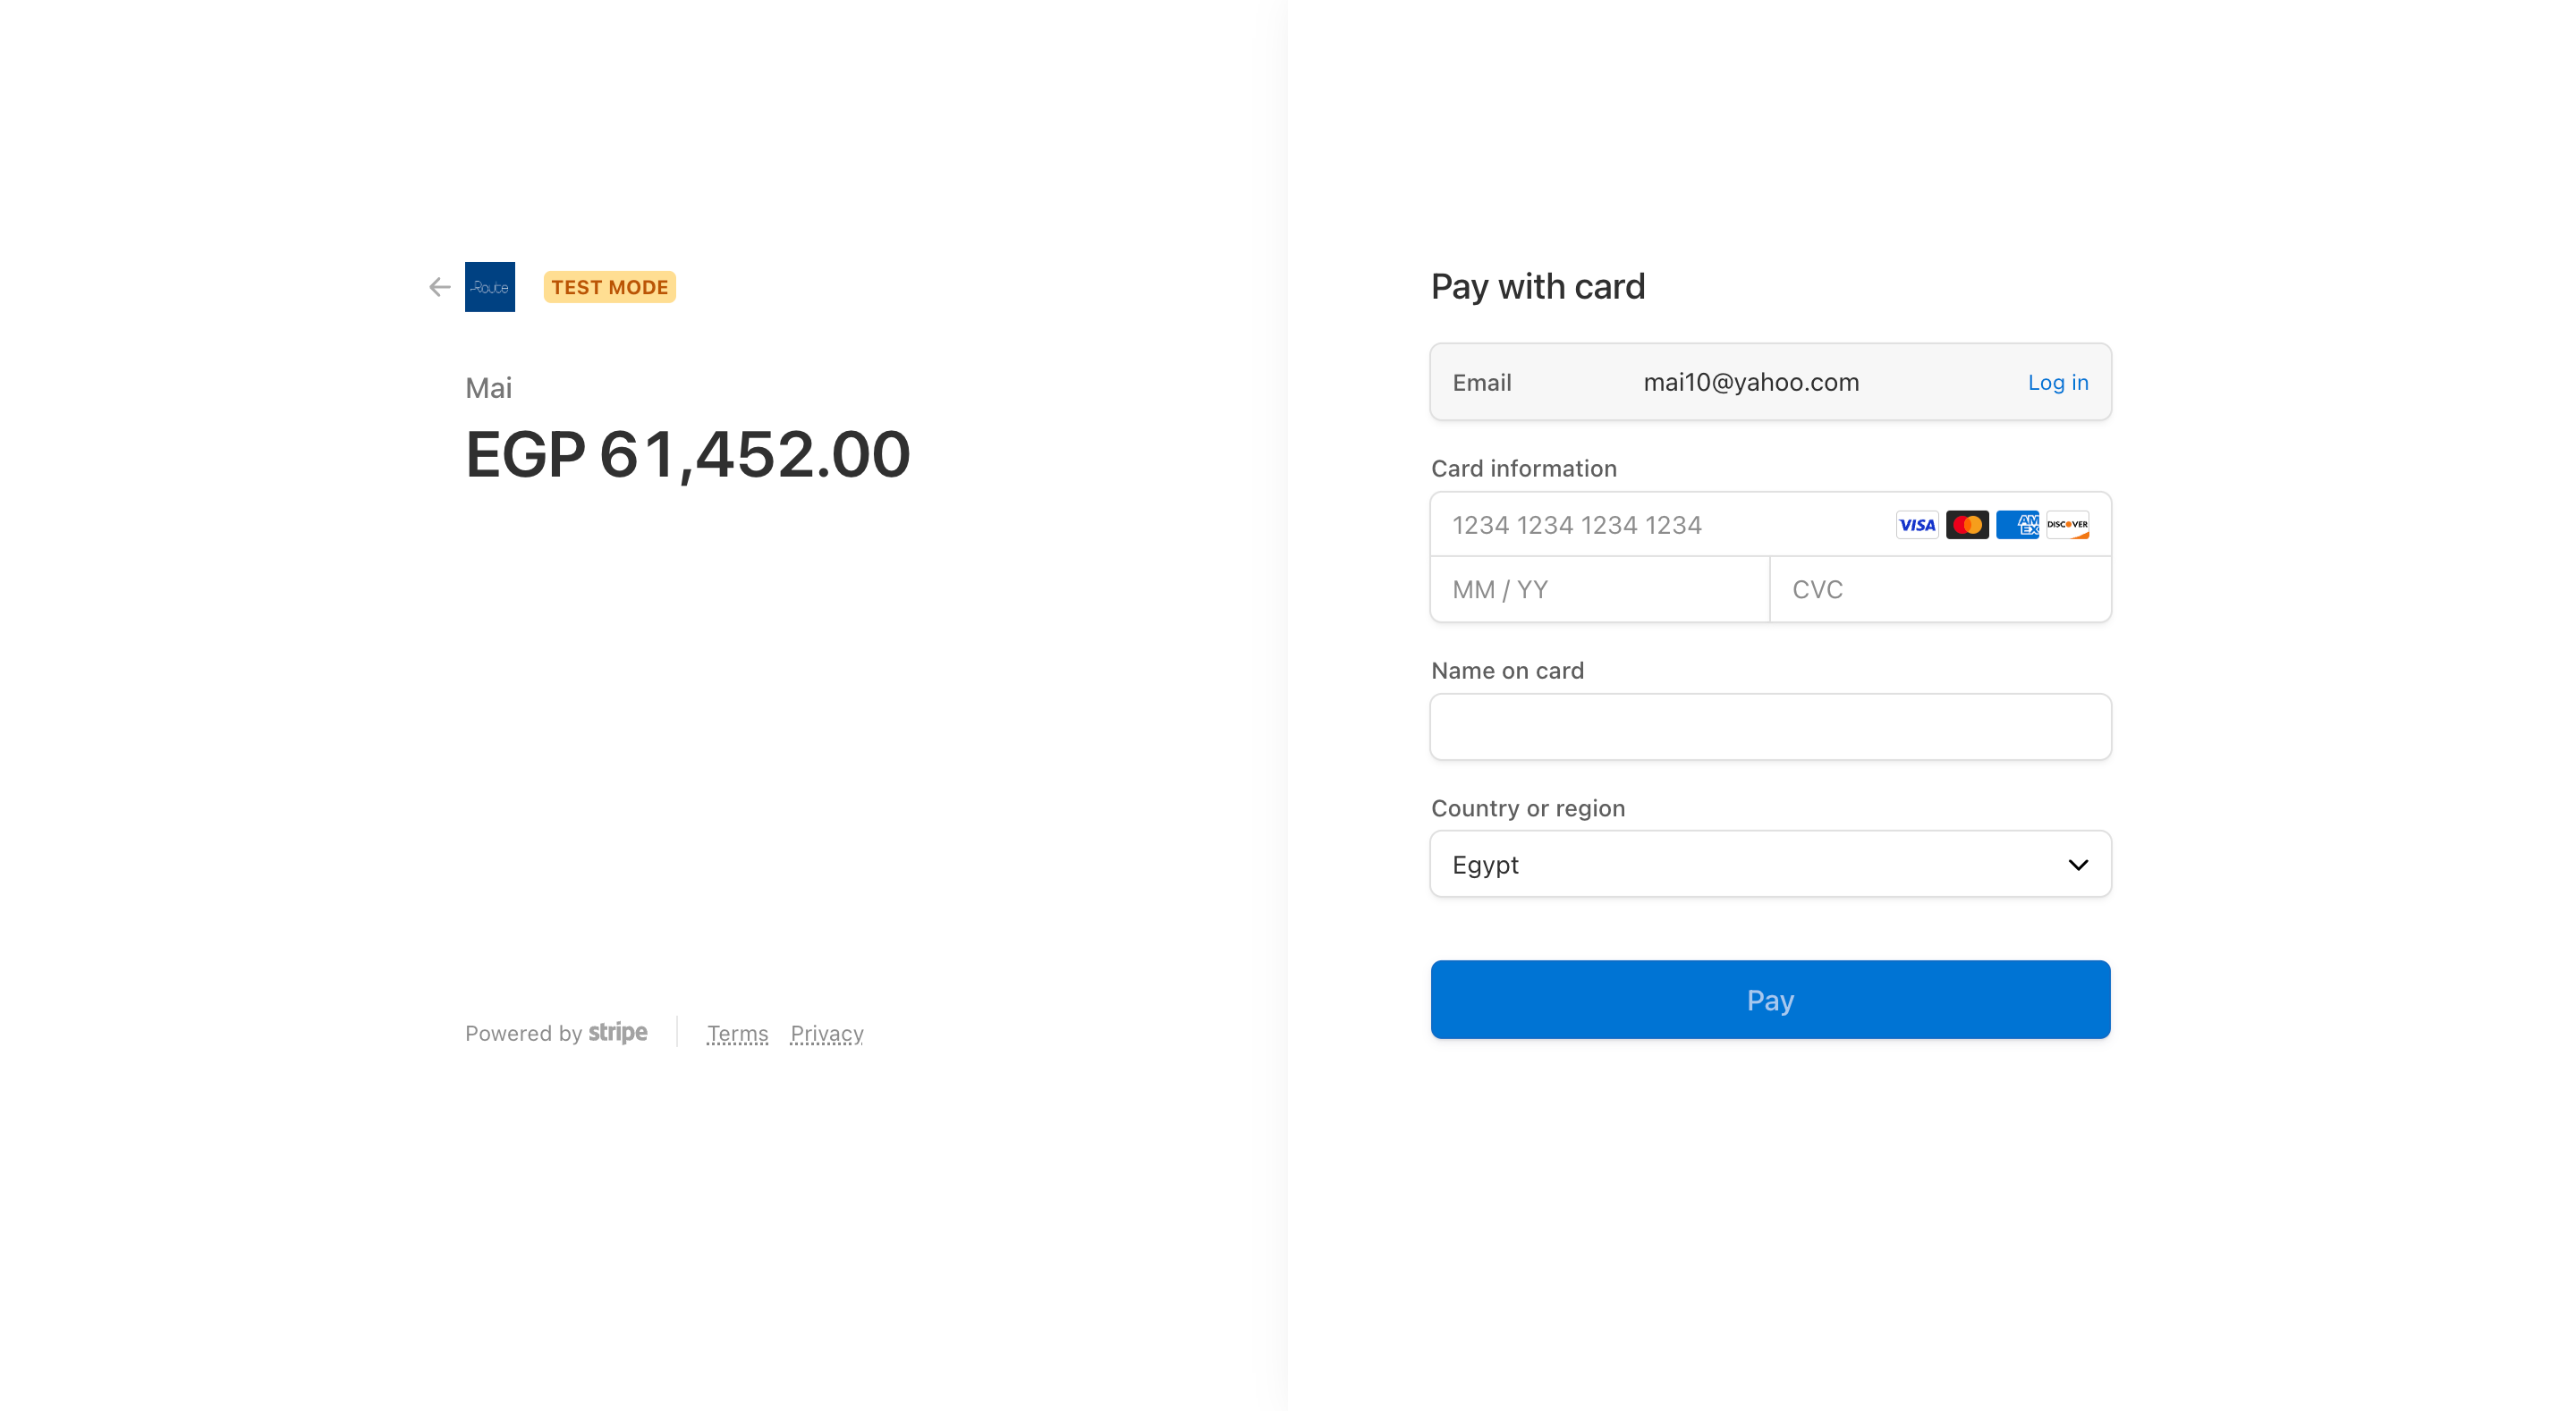 Route
TEST MODE
Mai
EGP 61,452.00
Powered by stripe
Terms Privacy
Pay with card
Email mai10@yahoo.com Log in
Card information
1234 1234 1234 1234 VISA AMEX DISCOVER
MM / YY CVC
Name on card
Country or region
Egypt
Pay